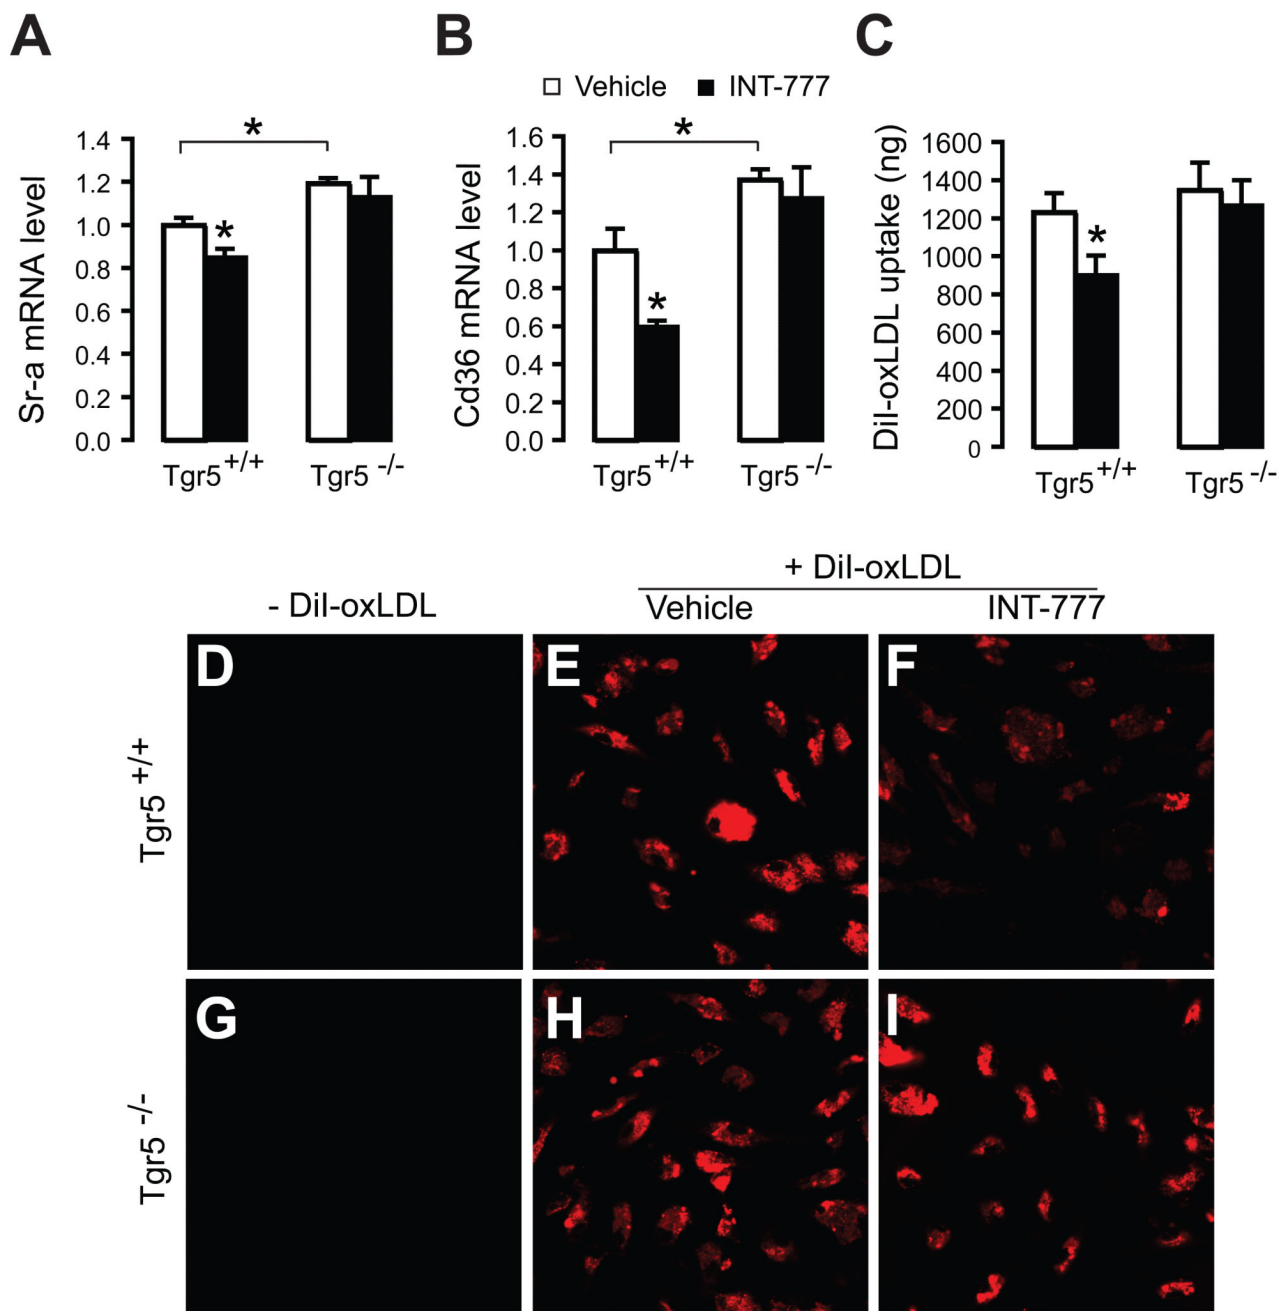 A B C
□ Vehicle ■ INT-777
Sr-a mRNA level
1.4
1.2
1.0
0.8
0.6
0.4
0.2
0.0
*
*
Tgr5 +/+ Tgr5 -/-
Cd36 mRNA level
1.6
1.4
1.2
1.0
0.8
0.6
0.4
0.2
0.0
*
*
Tgr5 +/+ Tgr5 -/-
DiI-oxLDL uptake (ng)
1600
1400
1200
1000
800
600
400
200
0
*
Tgr5 +/+ Tgr5 -/-
+ DiI-oxLDL
- DiI-oxLDL Vehicle INT-777
Tgr5 +/+
D E F
Tgr5 -/-
G H I